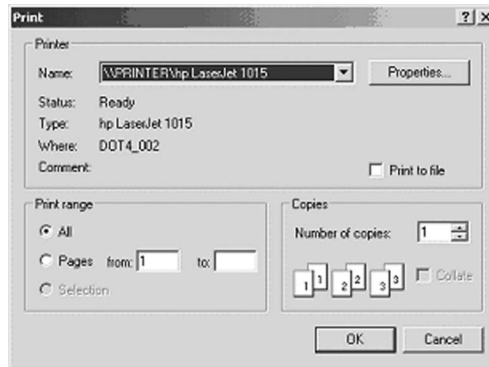 Print
Printer
Name: \\PRINTER\hp LaserJet 1015 Properties...
Status: Ready
Type: hp LaserJet 1015
Where: DOT4_002
Comment: Print to file
Print range
All
Pages from: 1 to:
Selection
Copies
Number of copies: 1
1 1 2 2 3 3 Collate
OK Cancel